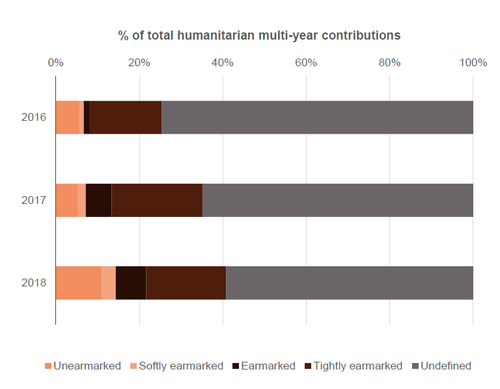 % of total humanitarian multi-year contributions
0% 20% 40% 60% 80% 100%
2016
2017
2018
Unearmarked Softly earmarked Earmarked Tightly earmarked Undefined